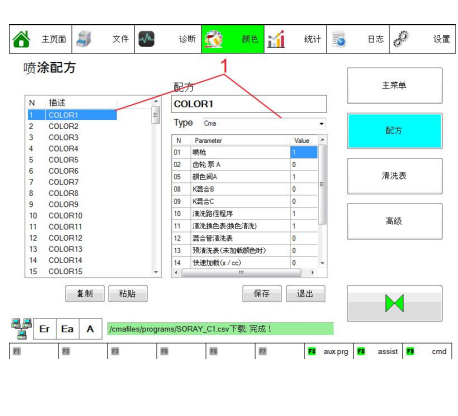 主页面 文件 诊断 颜色 统计 日志 设置
喷涂配方
1
配方
COLOR1
Type Cma
N 描述
1 COLOR1
2 COLOR2
3 COLOR3
4 COLOR4
5 COLOR5
6 COLOR6
7 COLOR7
8 COLOR8
9 COLOR9
10 COLOR10
11 COLOR11
12 COLOR12
13 COLOR13
14 COLOR14
15 COLOR15
N Parameter Value
01 喷枪 1
02 齿轮泵 A 0
05 颜色阀A 1
08 K混合B 0
09 K混合C 0
10 清洗路径程序 1
11 清洗换色表(换色清洗) 1
12 混合管清洗表 0
13 预清洗表(未加载颜色时) 0
14 快速加载(s / cc) 0
复制 粘贴 保存 退出
主菜单
配方
清洗表
高级
Er Ea A /cmafiles/programs/SORAY_C1.csv下载: 完成！
F1 F2 F3 F5 F6 F7 F8 aux prg F9 assist F10 cmd